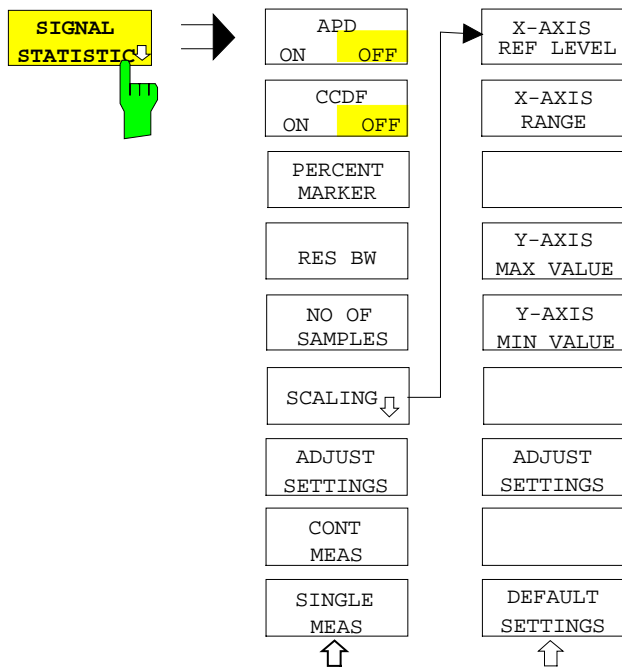 SIGNAL
STATISTIC
APD
ON OFF
CCDF
ON OFF
PERCENT
MARKER
RES BW
NO OF
SAMPLES
SCALING
ADJUST
SETTINGS
CONT
MEAS
SINGLE
MEAS
X-AXIS
REF LEVEL
X-AXIS
RANGE
Y-AXIS
MAX VALUE
Y-AXIS
MIN VALUE
ADJUST
SETTINGS
DEFAULT
SETTINGS